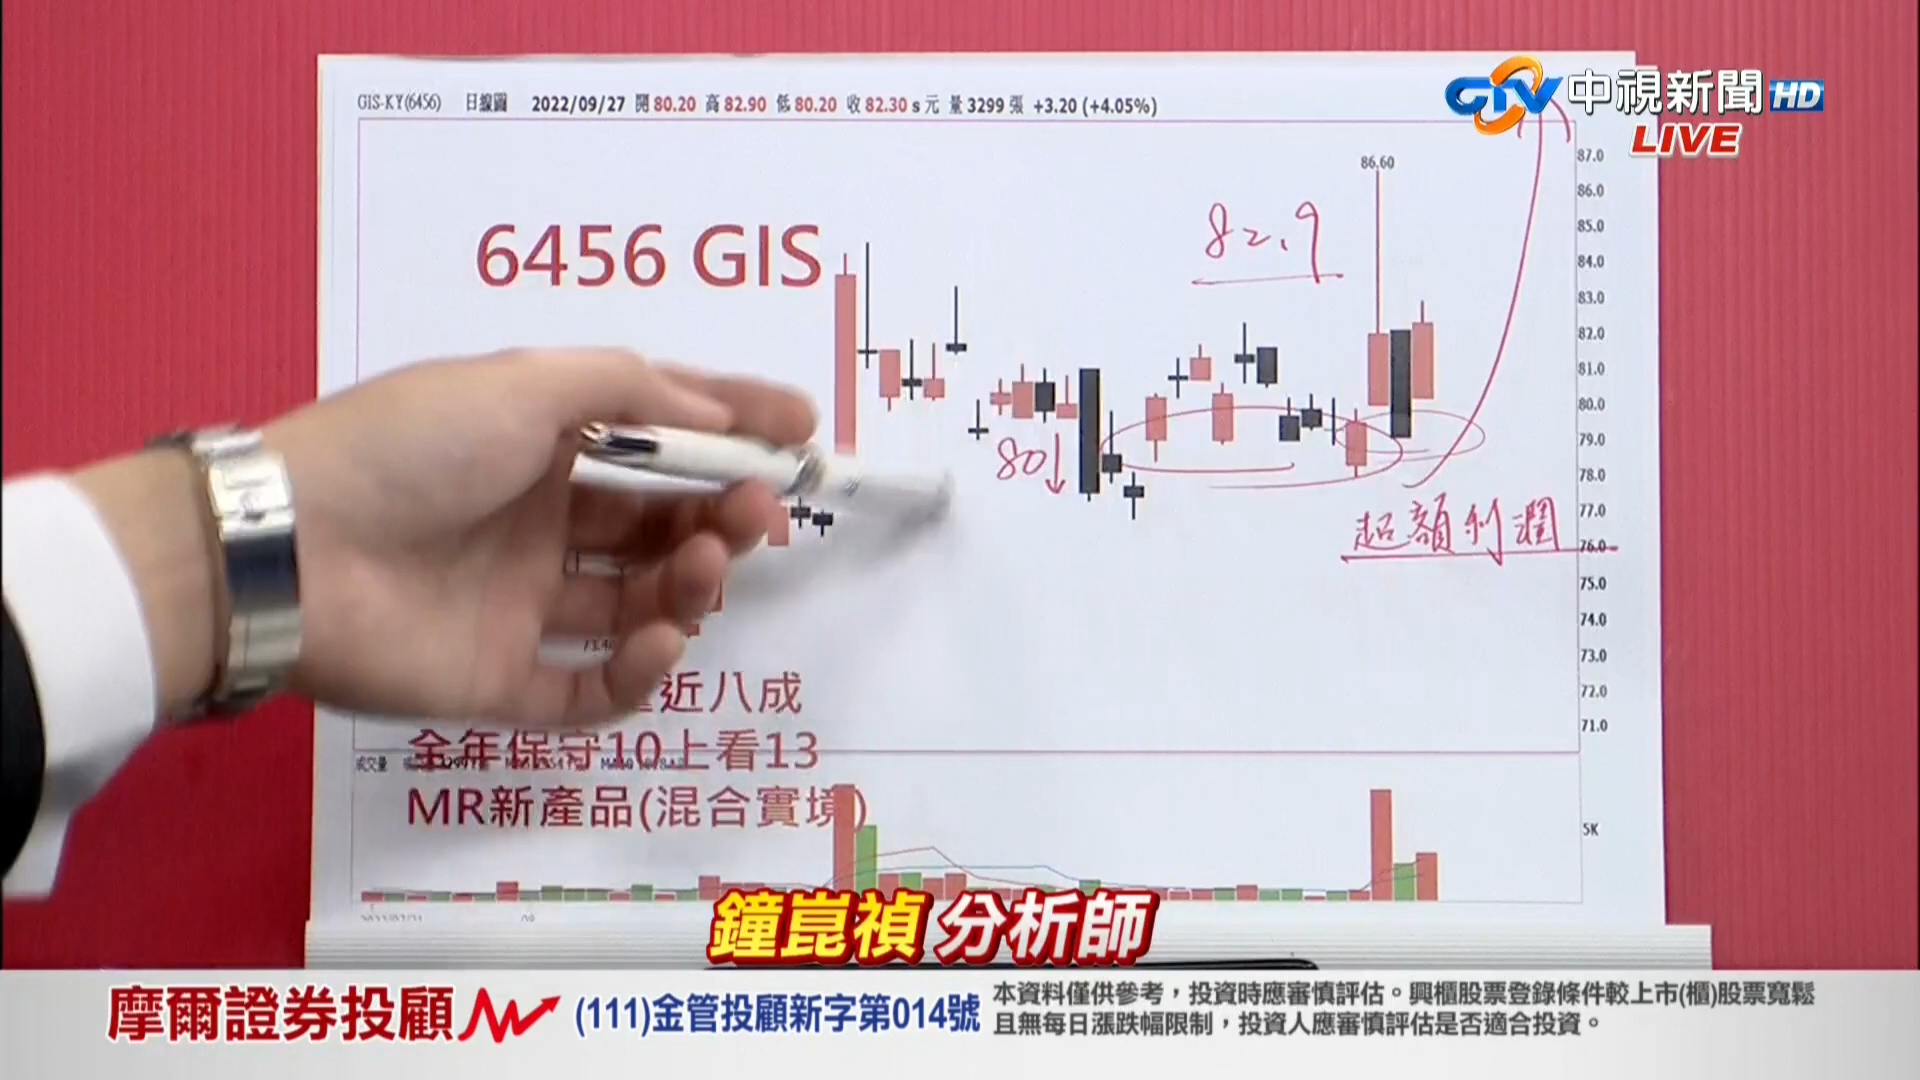 GIS-KY(6456) 日線圖 2022/09/27 開 80.20 高 82.90 低 80.20 收 82.30 s 元 量 3299 張 +3.20 (+4.05%)
CTV中視新聞HD
LIVE
87.0
86.60
86.0
85.0
84.0
83.0
82.0
81.0
80.0
79.0
78.0
77.0
76.0
75.0
74.0
73.0
72.0
71.0
82.9
6456 GIS
80↓
超額利潤
近八成
全年保守10上看13
成交量
MR新產品(混合實境)
5K
鐘崑禎 分析師
摩爾證券投顧
(111)金管投顧新字第014號
本資料僅供參考，投資時應審慎評估。興櫃股票登錄條件較上市(櫃)股票寬鬆
且無每日漲跌幅限制，投資人應審慎評估是否適合投資。